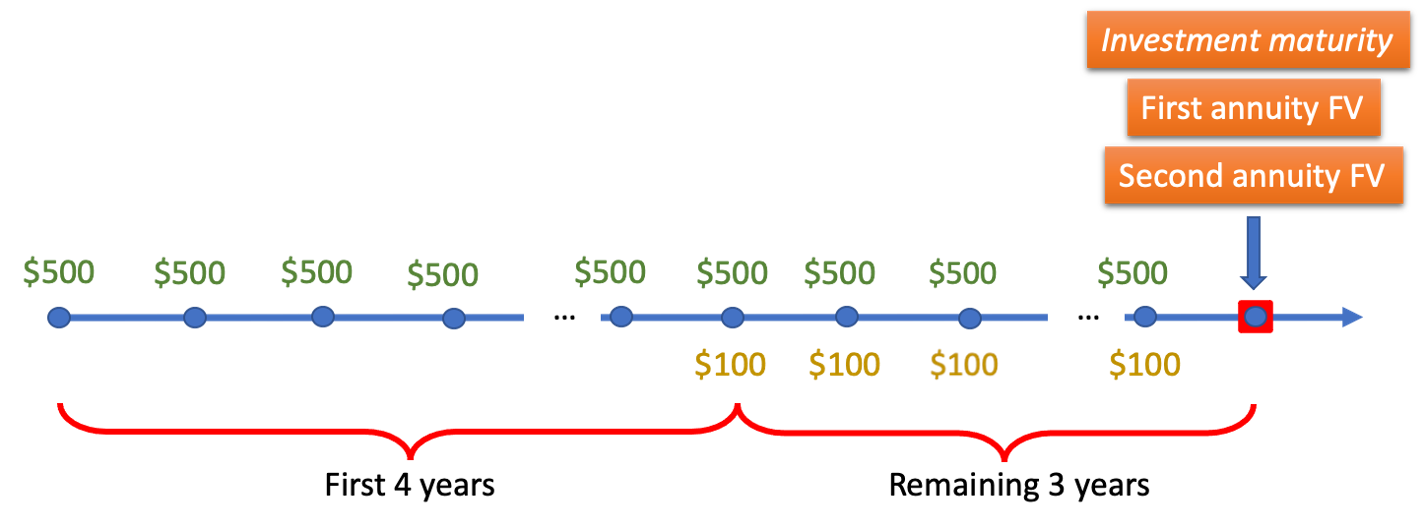 Investment maturity
First annuity FV
Second annuity FV
$500 $500 $500 $500 $500 $500 $500 $500 $500
... ...
$100 $100 $100 $100
First 4 years Remaining 3 years